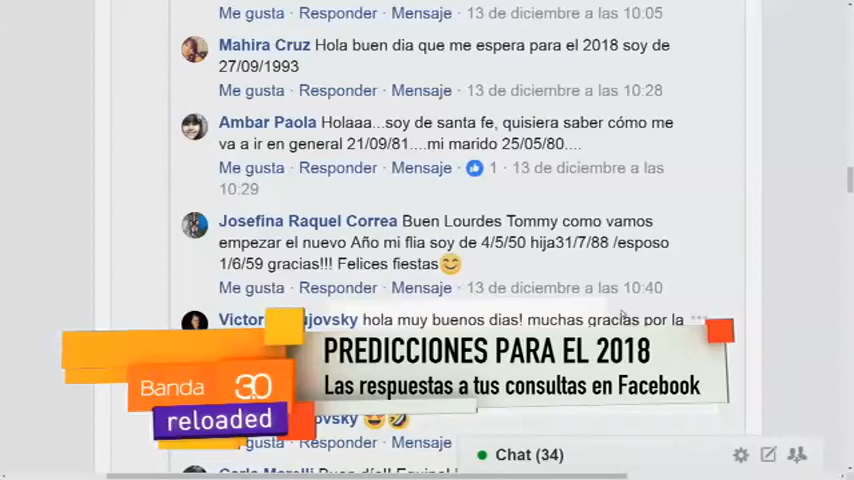 Me gusta · Responder · Mensaje · 13 de diciembre a las 10:05
Mahira Cruz Hola buen dia que me espera para el 2018 soy de
27/09/1993
Me gusta · Responder · Mensaje · 13 de diciembre a las 10:28
Ambar Paola Holaaa...soy de santa fe, quisiera saber cómo me
va a ir en general 21/09/81....mi marido 25/05/80....
Me gusta · Responder · Mensaje · 1 · 13 de diciembre a las
10:29
Josefina Raquel Correa Buen Lourdes Tommy como vamos
empezar el nuevo Año mi flia soy de 4/5/50 hija31/7/88 /esposo
1/6/59 gracias!!! Felices fiestas😊
Me gusta · Responder · Mensaje · 13 de diciembre a las 10:40
hola muy buenos dias! muchas gracias por la
PREDICCIONES PARA EL 2018
Las respuestas a tus consultas en Facebook
Banda 3.0
reloaded
gusta · Responder · Mensaje · 13 de diciembre a las
Chat (34)